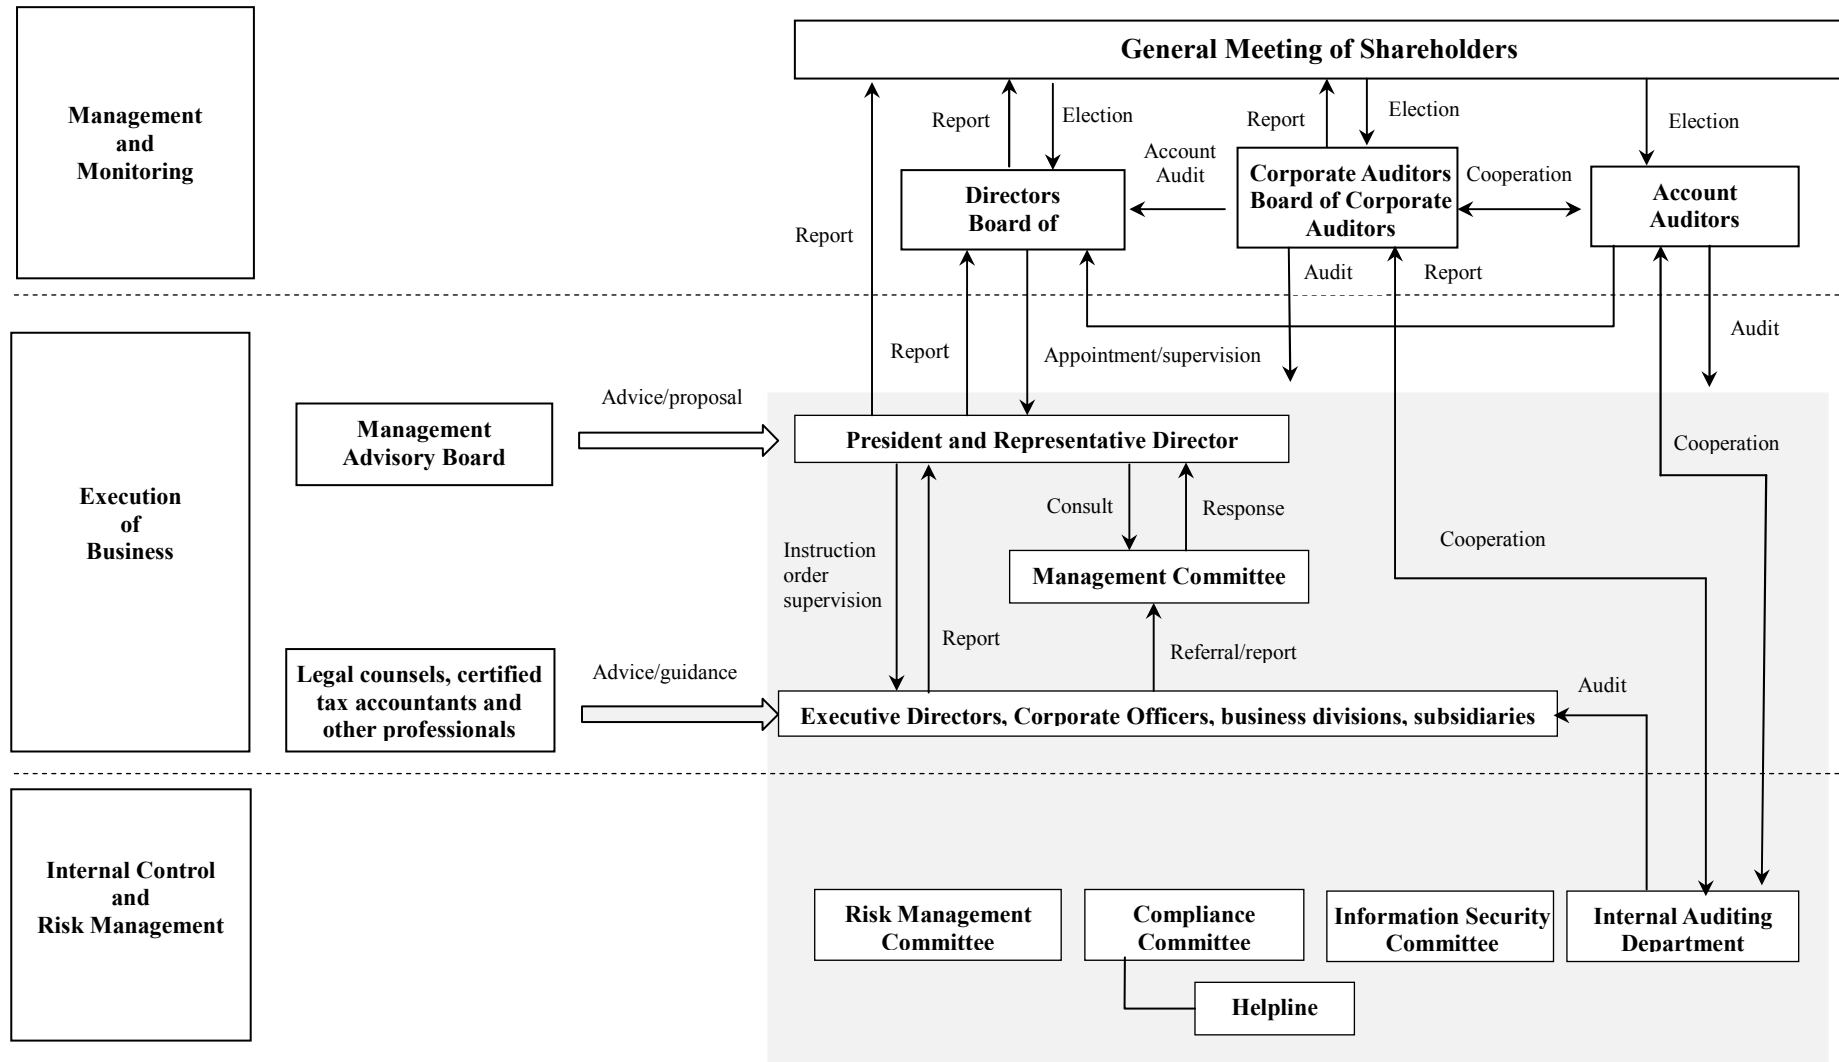 General Meeting of Shareholders
Management
and
Monitoring
Report
Election
Report
Election
Election
Account
Audit
Directors
Board of
Corporate Auditors
Board of Corporate
Auditors
Cooperation
Account
Auditors
Report
Audit
Report
Execution
of
Business
Report
Appointment/supervision
Audit
Management
Advisory Board
Advice/proposal
President and Representative Director
Cooperation
Consult
Response
Instruction
order
supervision
Cooperation
Management Committee
Report
Referral/report
Legal counsels, certified
tax accountants and
other professionals
Advice/guidance
Audit
Executive Directors, Corporate Officers, business divisions, subsidiaries
Internal Control
and
Risk Management
Risk Management
Committee
Compliance
Committee
Information Security
Committee
Internal Auditing
Department
Helpline